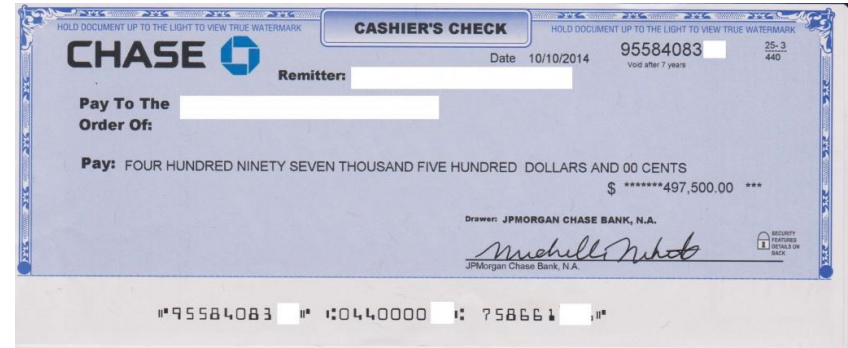 HOLD DOCUMENT UP TO THE LIGHT TO VIEW TRUE WATERMARK
CASHIER'S CHECK
HOLD DOCUMENT UP TO THE LIGHT TO VIEW TRUE WATERMARK
CHASE
Date 10/10/2014
95584083
Void after 7 years
25-3
440
Remitter:
Pay To The
Order Of:
Pay: FOUR HUNDRED NINETY SEVEN THOUSAND FIVE HUNDRED DOLLARS AND 00 CENTS
$ *******497,500.00 ***
Drawer: JPMORGAN CHASE BANK, N.A.
JPMorgan Chase Bank, N.A.
SECURITY
FEATURES
DETAILS ON
BACK
⑈95584083 ⑈ ⑆0440000 ⑆ 758661 ⑈